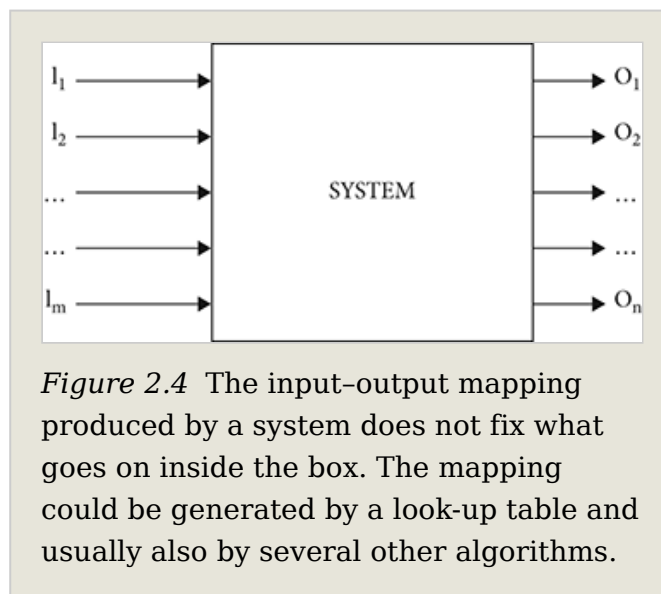 I₁ O₁
I₂ O₂
... SYSTEM ...
... ...
Iₘ Oₙ
Figure 2.4 The input–output mapping
produced by a system does not fix what
goes on inside the box. The mapping
could be generated by a look-up table and
usually also by several other algorithms.